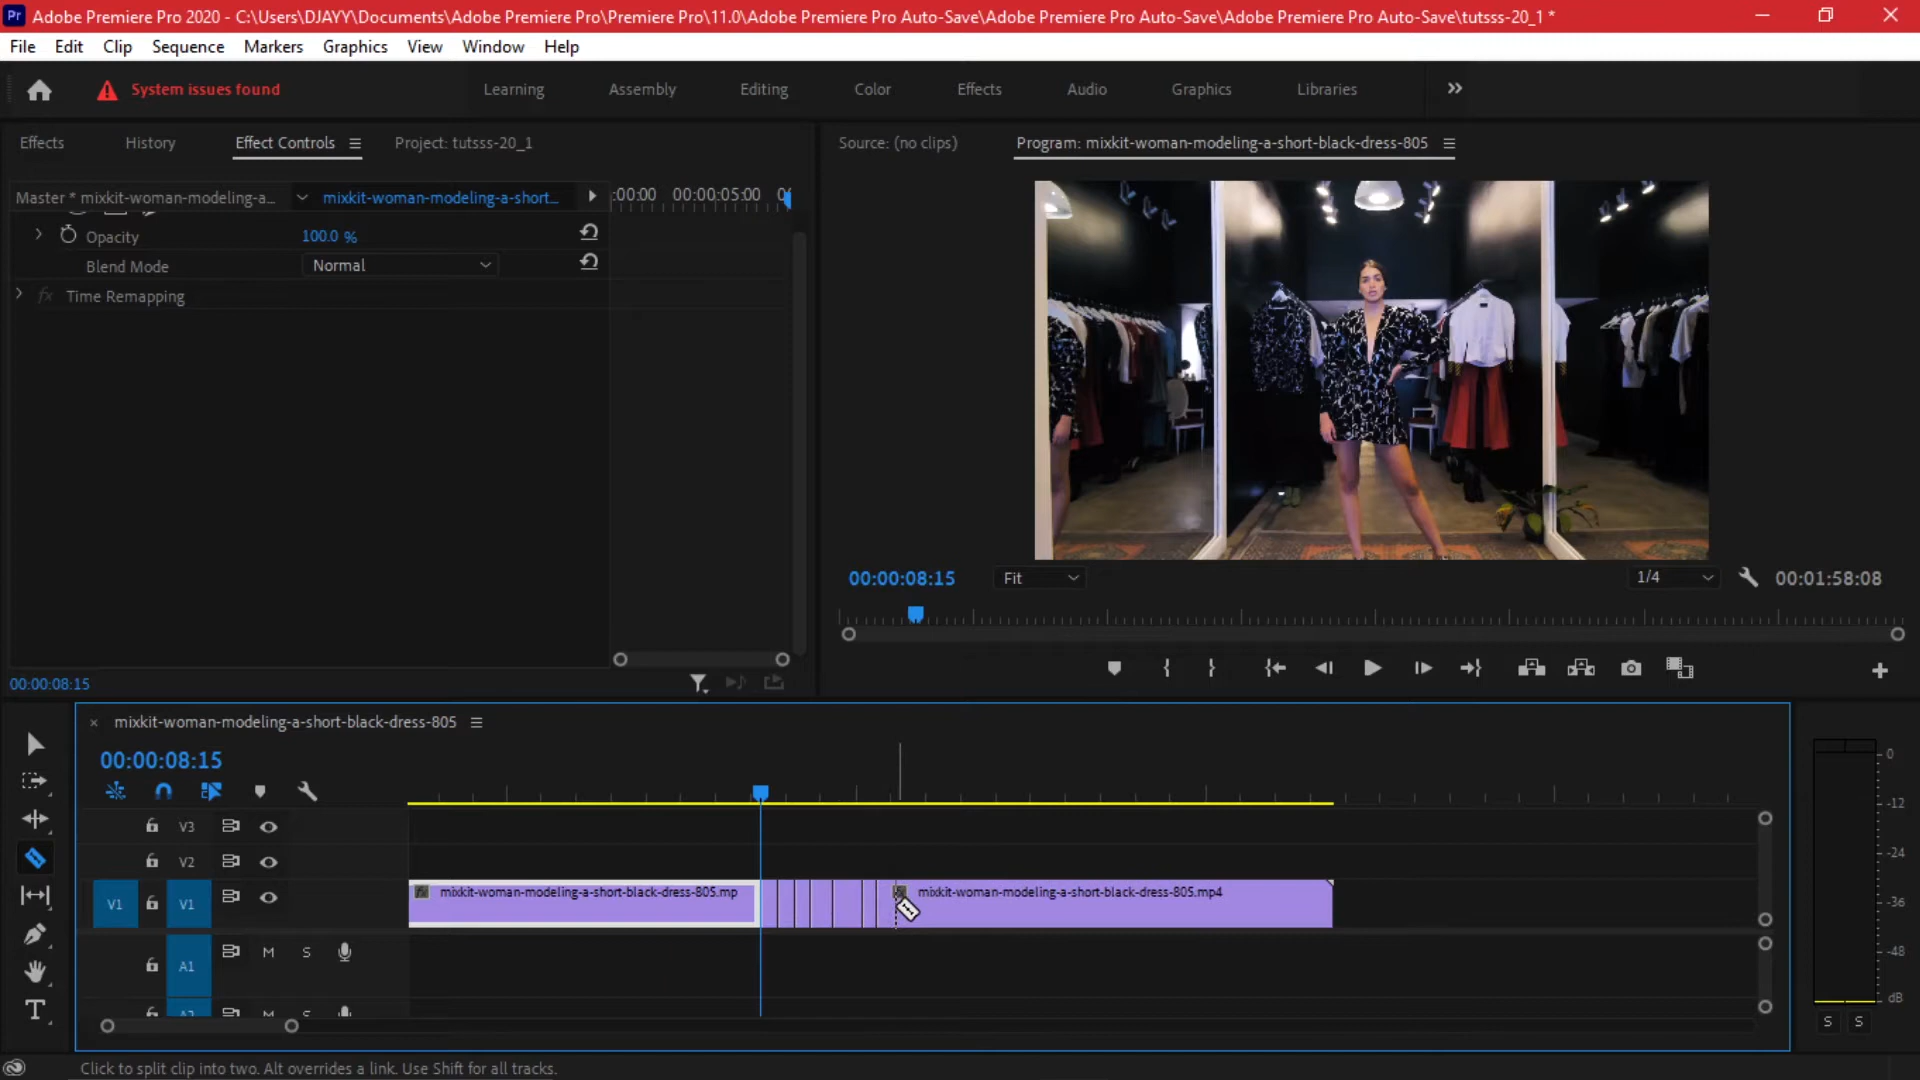 Pr Adobe Premiere Pro 2020 - C:\Users\DJAYY\Documents\Adobe Premiere Pro\Premiere Pro\11.0\Adobe Premiere Pro Auto-Save\Adobe Premiere Pro Auto-Save\Adobe Premiere Pro Auto-Save\tutsss-20_1 *
File Edit Clip Sequence Markers Graphics View Window Help
System issues found Learning Assembly Editing Color Effects Audio Graphics Libraries
Effects History Effect Controls Project: tutsss-20_1
Source: (no clips) Program: mixkit-woman-modeling-a-short-black-dress-805
Master * mixkit-woman-modeling-a... mixkit-woman-modeling-a-short... :00:00 00:00:05:00
Opacity 100.0 %
Blend Mode Normal
fx Time Remapping
00:00:08:15 Fit 1/4 00:01:58:08
00:00:08:15
mixkit-woman-modeling-a-short-black-dress-805
00:00:08:15
V3
V2
V1 V1
mixkit-woman-modeling-a-short-black-dress-805.mp
mixkit-woman-modeling-a-short-black-dress-805.mp4
A1 M S
0
-12
-24
-36
-48
dB
S S
Click to split clip into two. Alt overrides a link. Use Shift for all tracks.